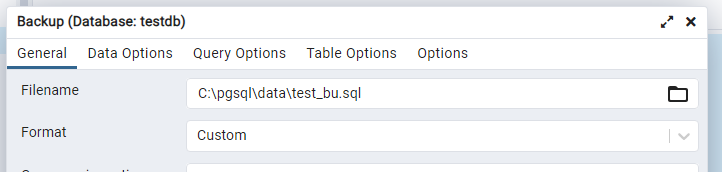 Backup (Database: testdb)
General Data Options Query Options Table Options Options
Filename C:\pgsql\data\test_bu.sql
Format Custom